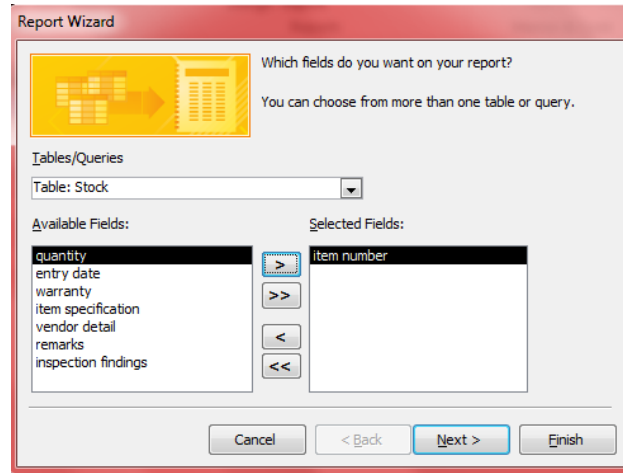 Report Wizard
Which fields do you want on your report?
You can choose from more than one table or query.
Tables/Queries
Table: Stock
Available Fields:
Selected Fields:
quantity
entry date
warranty
item specification
vendor detail
remarks
inspection findings
>
>>
<
<<
item number
Cancel
< Back
Next >
Finish